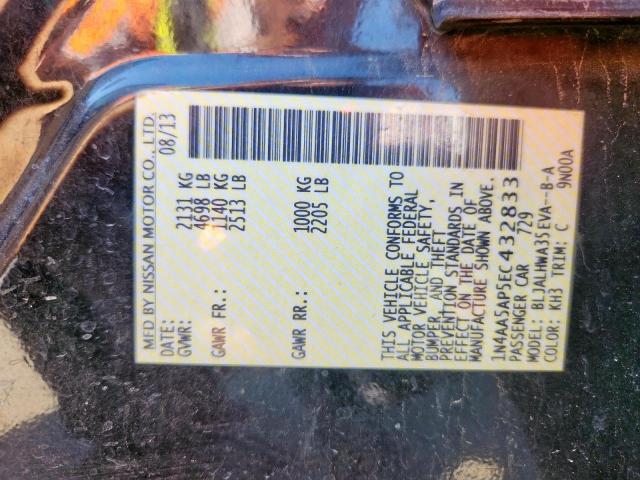 MFD BY NISSAN MOTOR CO., LTD.
DATE: 08/13
GVWR: 2131 KG
4698 LB
GAWR FR.: 1140 KG
2513 LB
GAWR RR.: 1000 KG
2205 LB
THIS VEHICLE CONFORMS TO
ALL APPLICABLE FEDERAL
MOTOR VEHICLE SAFETY,
BUMPER, AND THEFT
PREVENTION STANDARDS IN
EFFECT ON THE DATE OF
MANUFACTURE SHOWN ABOVE.
1N4AA5AP5EC432833
PASSENGER CAR 729
MODEL: BLJALHWA35EVA--B-A
COLOR: KH3 TRIM: C 9N00A